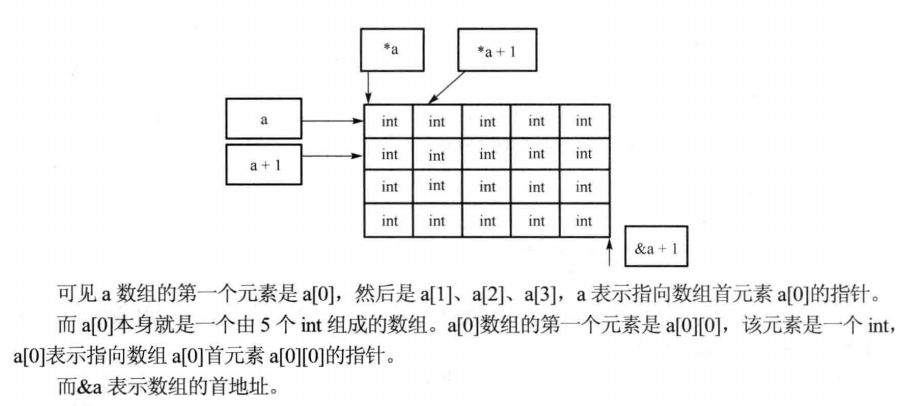 *a
*a + 1
a
int int int int int
a + 1
int int int int int
int int int int int
int int int int int
&a + 1
可见 a 数组的第一个元素是 a[0]，然后是 a[1]、a[2]、a[3]，a 表示指向数组首元素 a[0]的指针。
而 a[0]本身就是一个由 5 个 int 组成的数组。a[0]数组的第一个元素是 a[0][0]，该元素是一个 int，
a[0]表示指向数组 a[0]首元素 a[0][0]的指针。
而&a 表示数组的首地址。